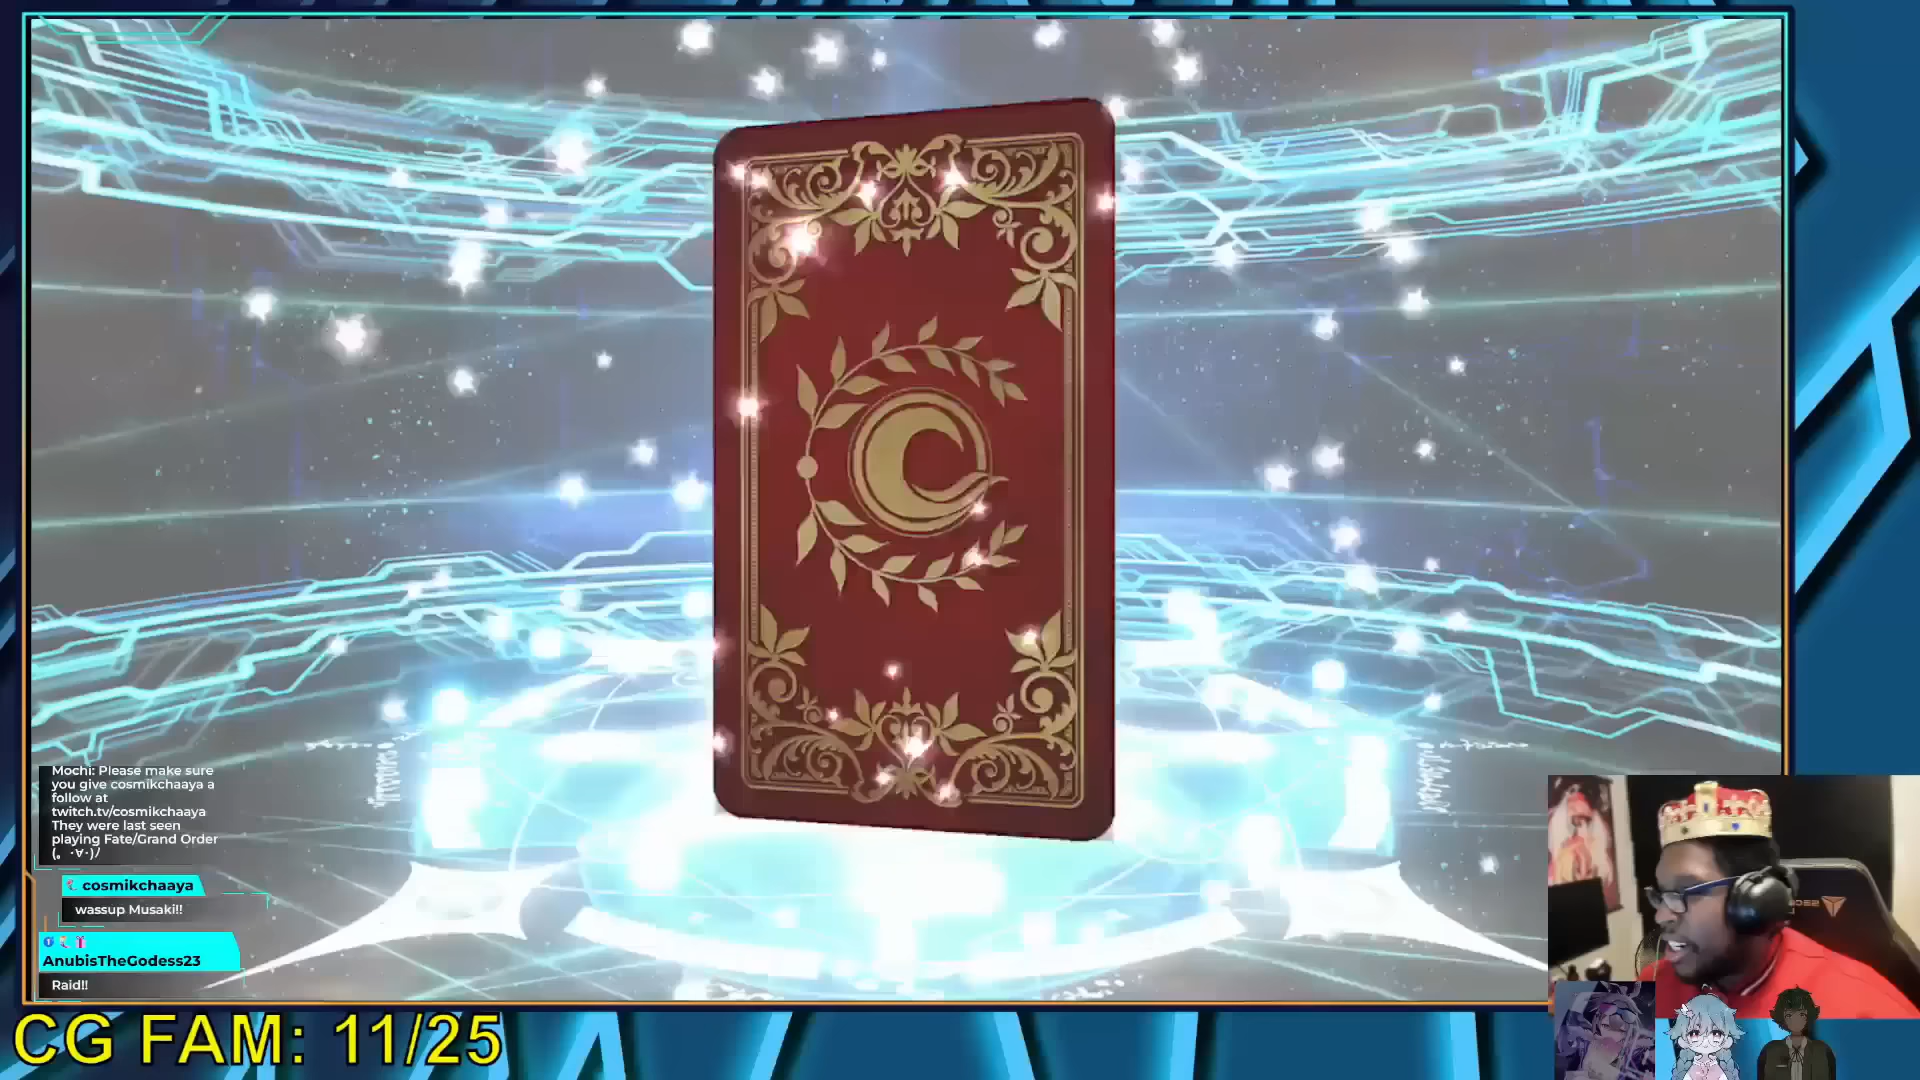 Mochi: Please make sure
you give cosmikchaaya a
follow at
twitch.tv/cosmikchaaya
They were last seen
playing Fate/Grand Order
(｡･∀･)ﾉ
cosmikchaaya
wassup Musaki!!
AnubisTheGodess23
Raid!!
CG FAM: 11/25